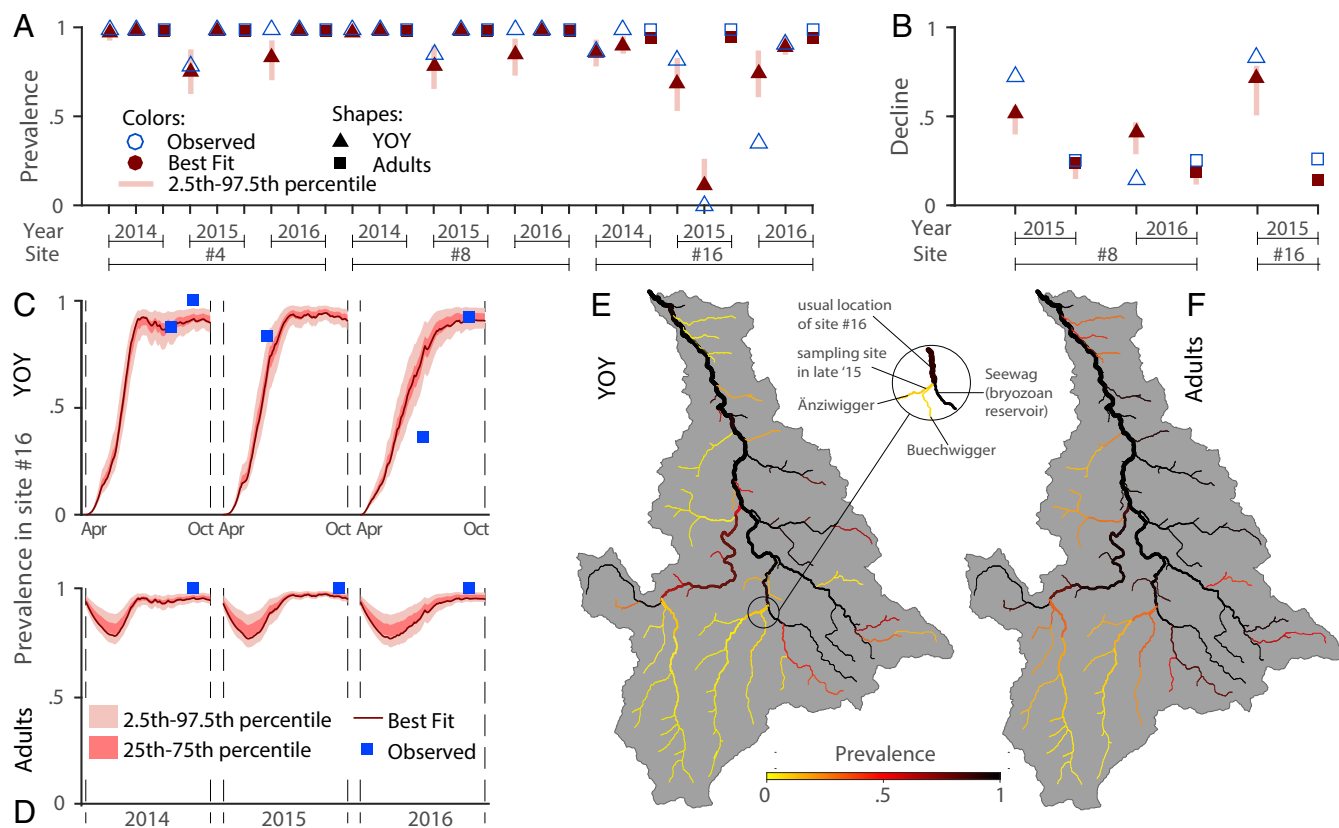 A
Prevalence
1
.5
0
Colors:
Observed
Best Fit
2.5th-97.5th percentile
Shapes:
YOY
Adults
Year
2014 2015 2016 2014 2015 2016 2014 2015 2016
Site
#4 #8 #16
B
Decline
1
.5
0
2015 2016 2015
#8 #16
C
YOY
Prevalence in site #16
1
.5
0
Apr Oct Apr Oct Apr Oct
Adults
1
.5
0
2.5th-97.5th percentile
25th-75th percentile
Best Fit
Observed
D
2014 2015 2016
E
YOY
usual location
of site #16
sampling site
in late ‘15
Änziwigger
Seewag
(bryozoan
reservoir)
Buechwigger
F
Adults
Prevalence
0 .5 1